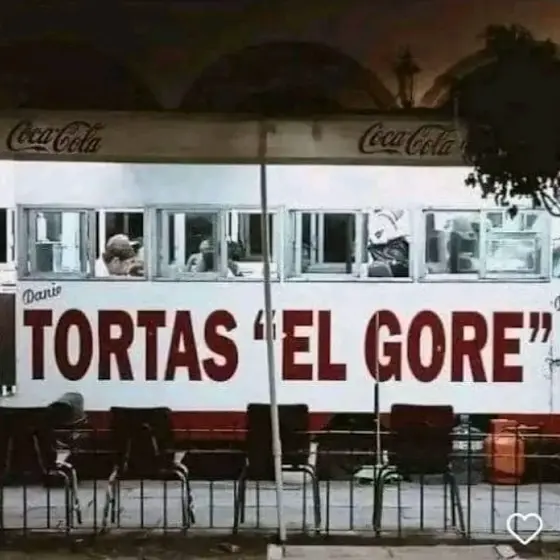 Coca-Cola Coca-Cola
Danie
TORTAS "EL GORE"